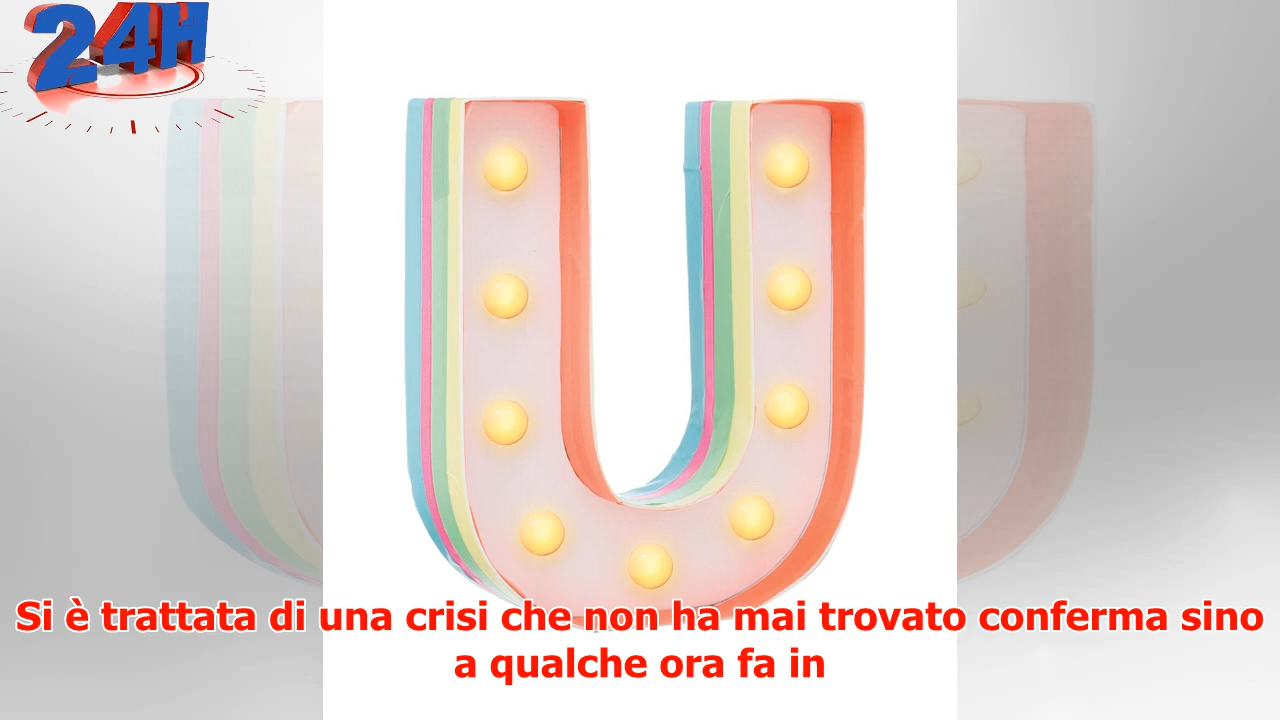 24H
U
Si è trattata di una crisi che non ha mai trovato conferma sino
a qualche ora fa in